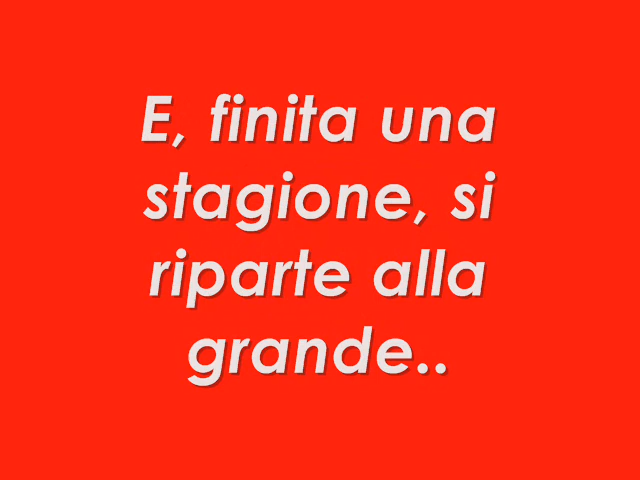 E, finita una
stagione, si
riparte alla
grande..